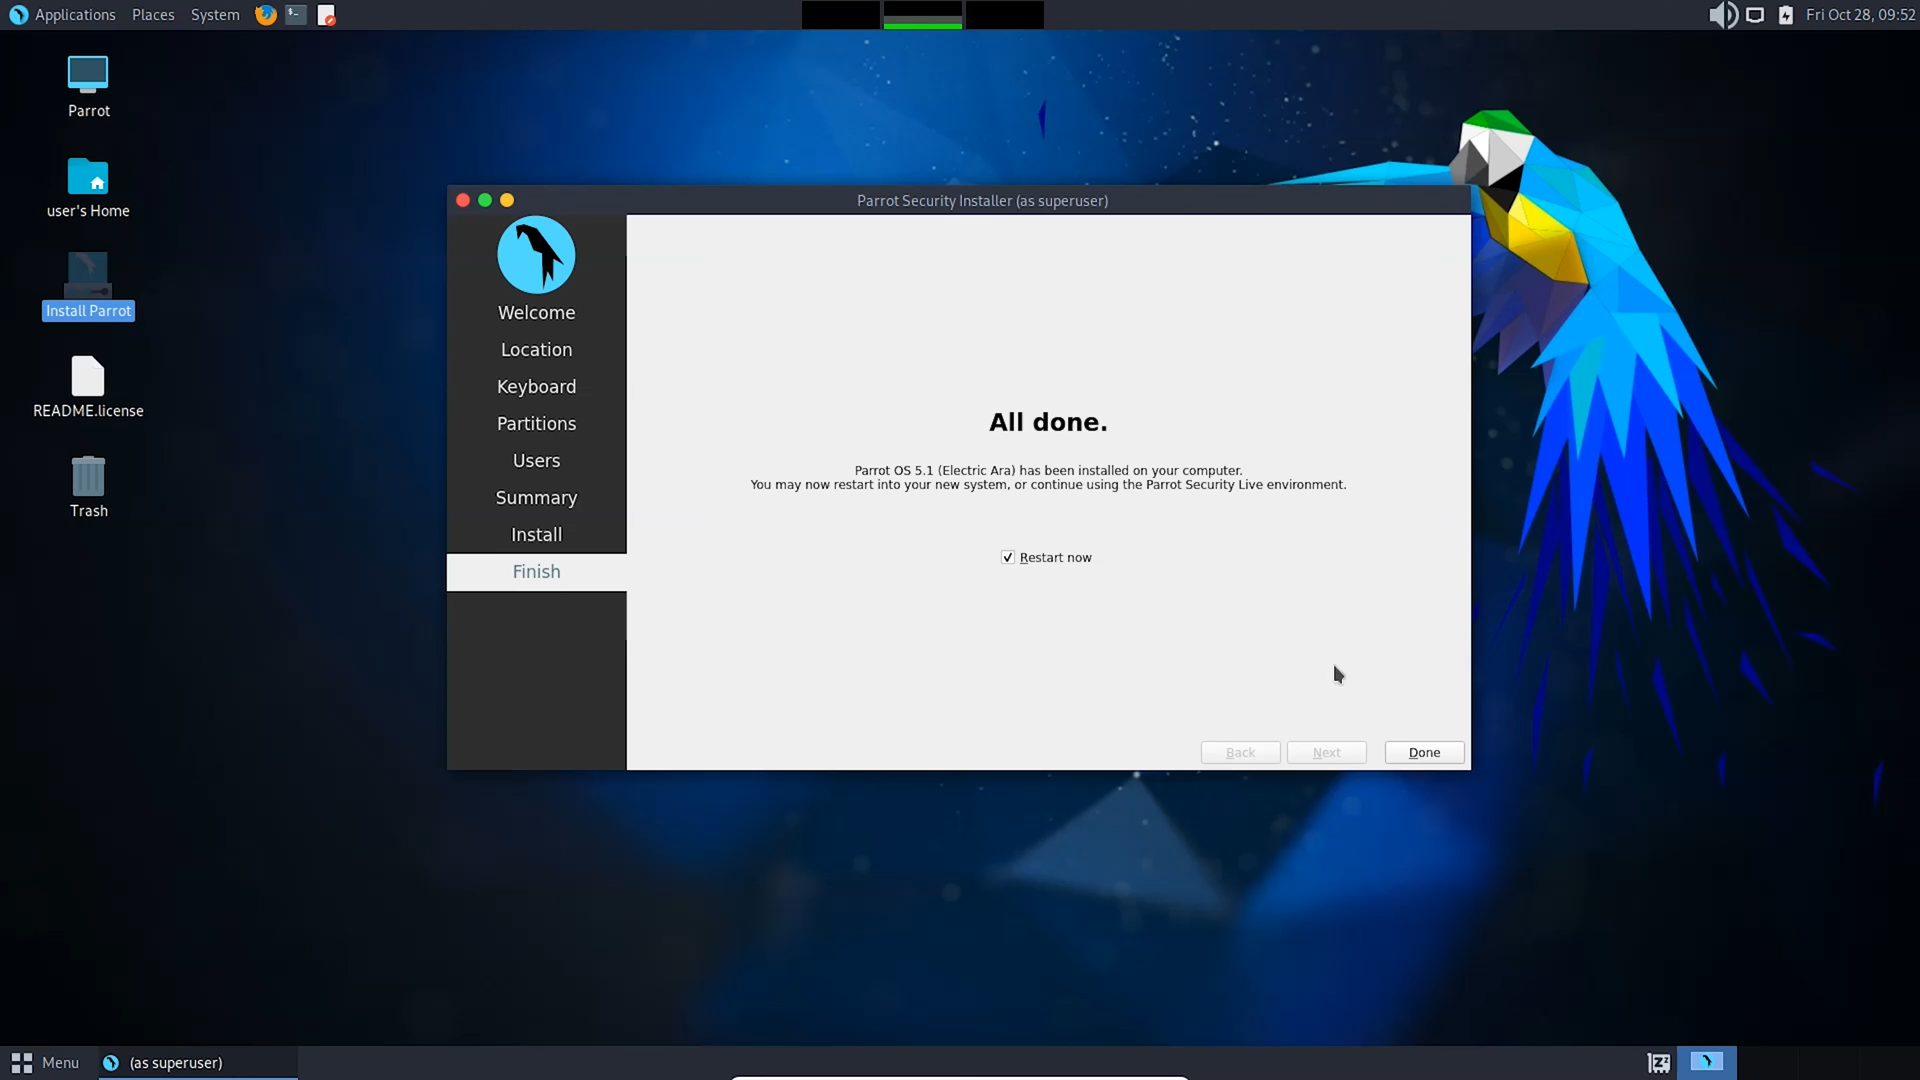 Applications Places System
Fri Oct 28, 09:52
Parrot
user's Home
Install Parrot
README.license
Trash
Parrot Security Installer (as superuser)
Welcome
Location
Keyboard
Partitions
Users
Summary
Install
Finish
All done.
Parrot OS 5.1 (Electric Ara) has been installed on your computer.
You may now restart into your new system, or continue using the Parrot Security Live environment.
Restart now
Back Next Done
Menu (as superuser)